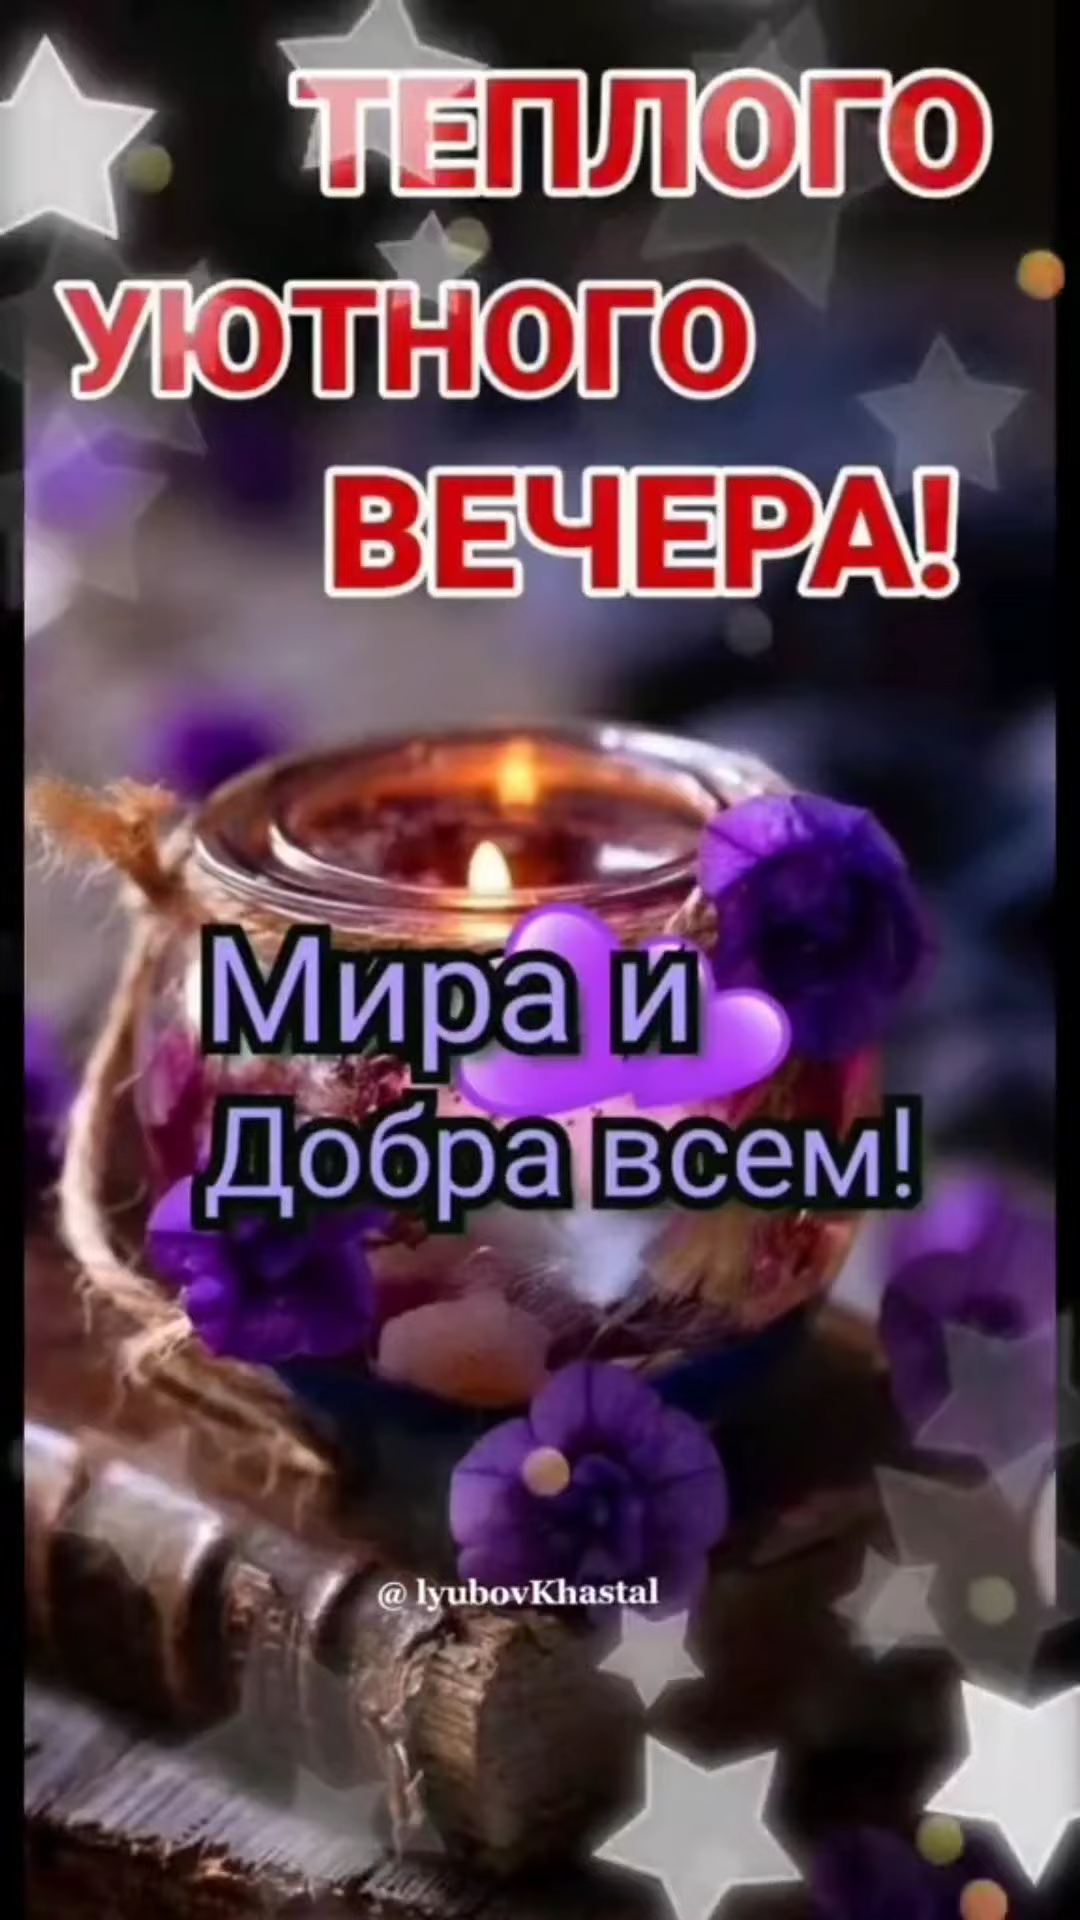 ТЕПЛОГО
УЮТНОГО
ВЕЧЕРА!
Мира и
Добра всем!
@ lyubovKhastal